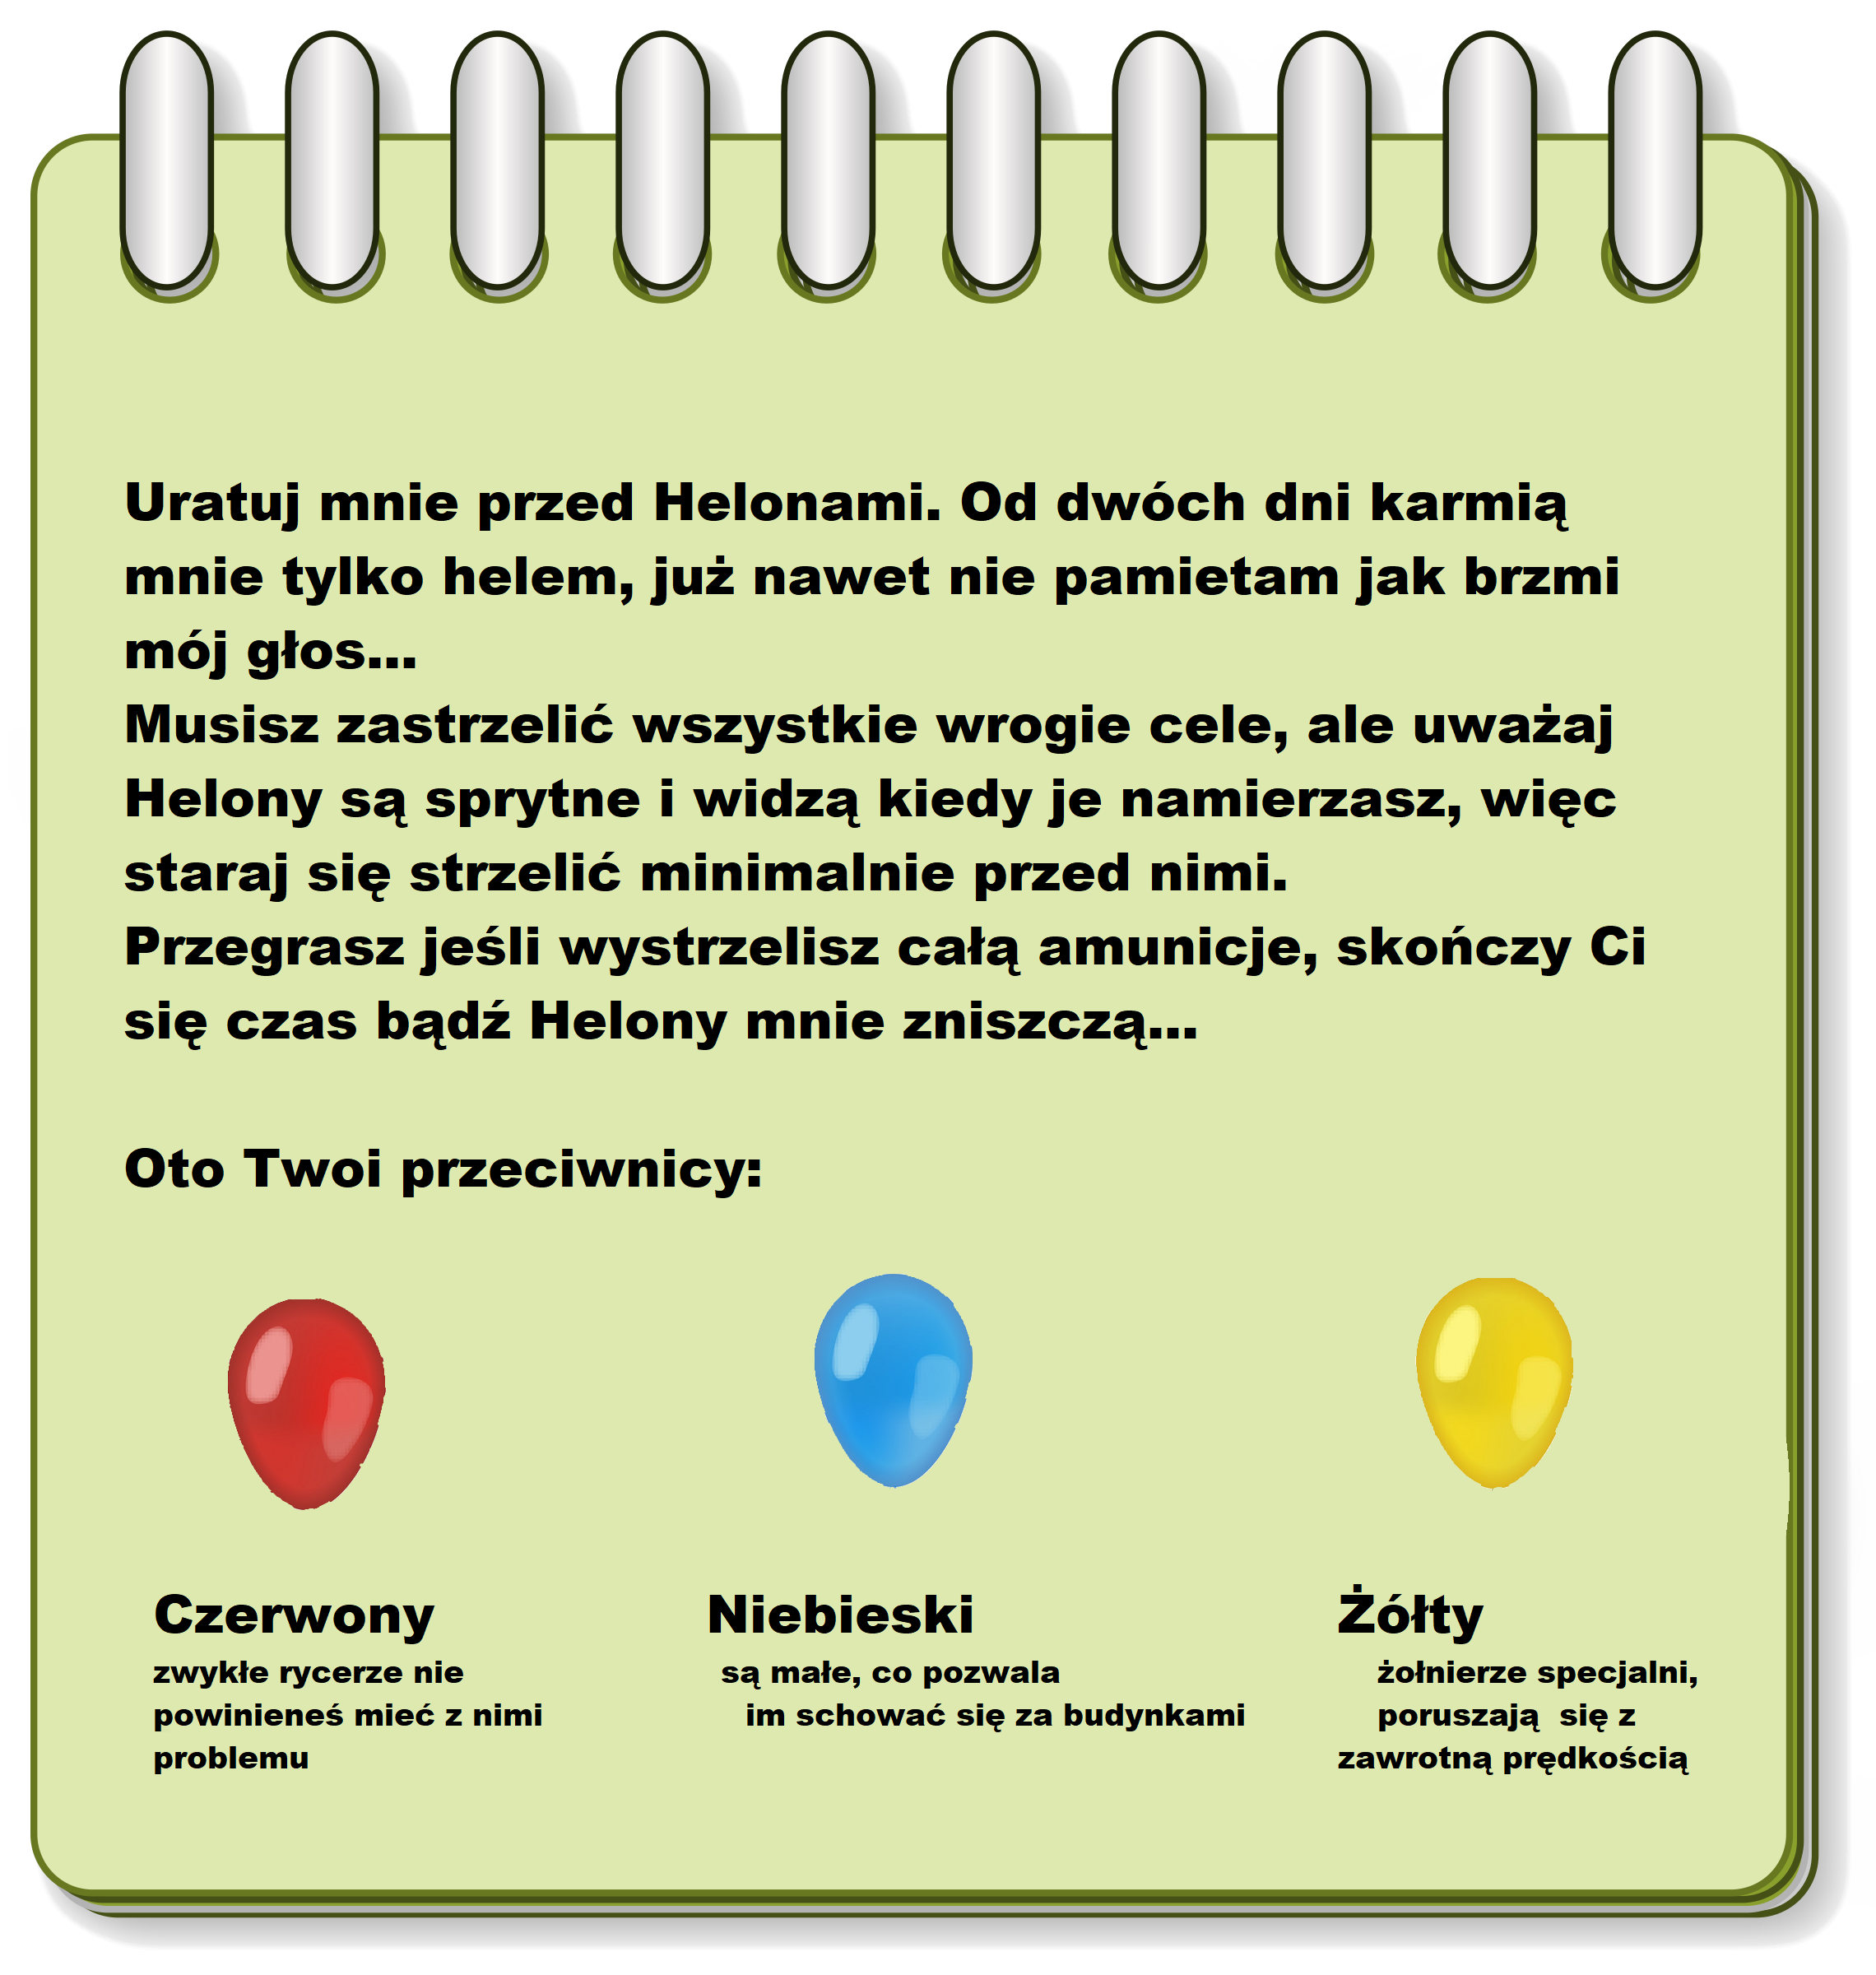 Uratuj mnie przed Helonami. Od dwóch dni karmią
mnie tylko helem, już nawet nie pamietam jak brzmi
mój głos...
Musisz zastrzelić wszystkie wrogie cele, ale uważaj
Helony są sprytne i widzą kiedy je namierzasz, więc
staraj się strzelić minimalnie przed nimi.
Przegrasz jeśli wystrzelisz całą amunicje, skończy Ci
się czas bądź Helony mnie zniszczą...
Oto Twoi przeciwnicy:
Czerwony
zwykłe rycerze nie
powinieneś mieć z nimi
problemu
Niebieski
są małe, co pozwala
im schować się za budynkami
Żółty
żołnierze specjalni,
poruszają  się z
zawrotną prędkością